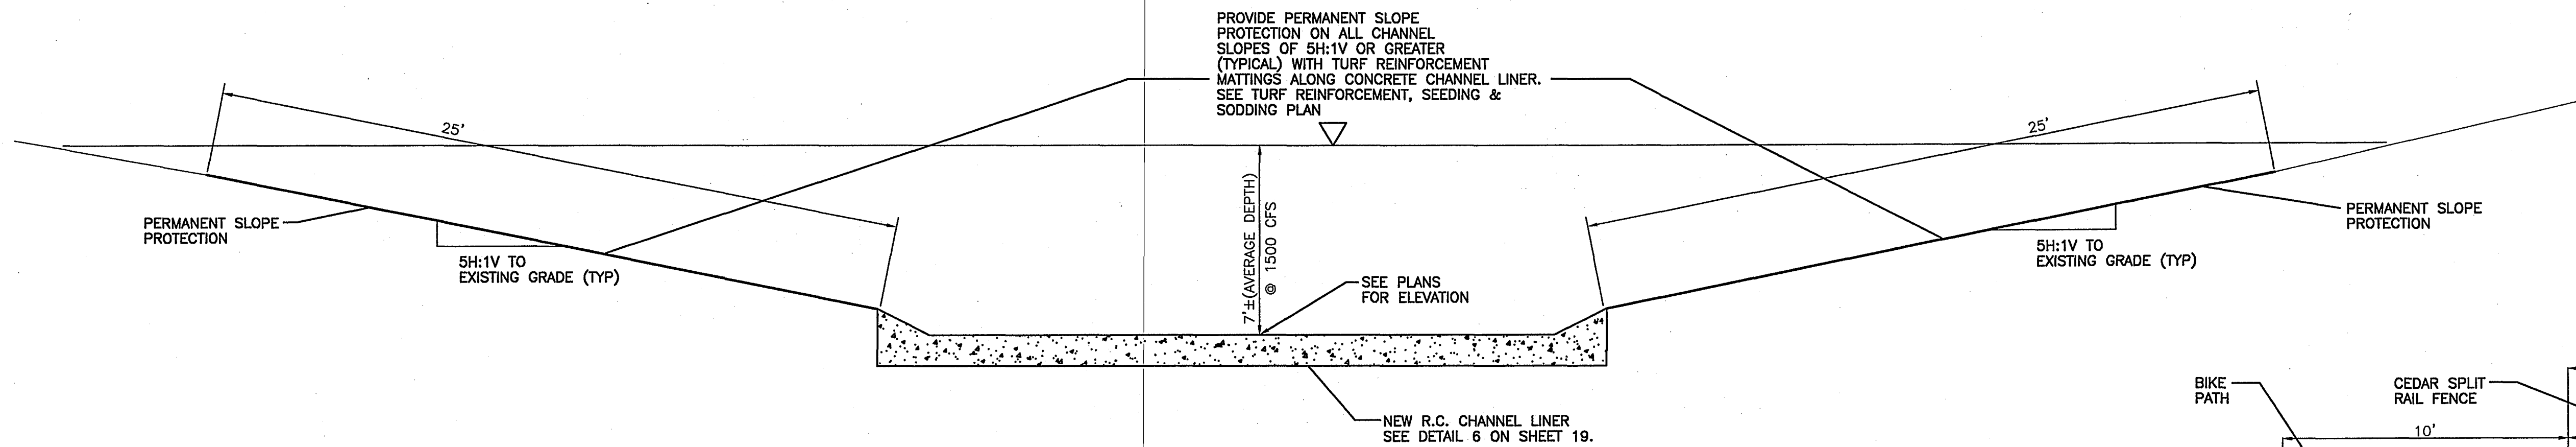 PROVIDE PERMANENT SLOPE
PROTECTION ON ALL CHANNEL
SLOPES OF 5H:1V OR GREATER
(TYPICAL) WITH TURF REINFORCEMENT
MATTINGS ALONG CONCRETE CHANNEL LINER.
SEE TURF REINFORCEMENT, SEEDING &
SODDING PLAN
25'
25'
PERMANENT SLOPE
PROTECTION
5H:1V TO
EXISTING GRADE (TYP)
7'±(AVERAGE DEPTH)
@ 1500 CFS
SEE PLANS
FOR ELEVATION
5H:1V TO
EXISTING GRADE (TYP)
PERMANENT SLOPE
PROTECTION
NEW R.C. CHANNEL LINER
SEE DETAIL 6 ON SHEET 19.
BIKE
PATH
CEDAR SPLIT
RAIL FENCE
10'